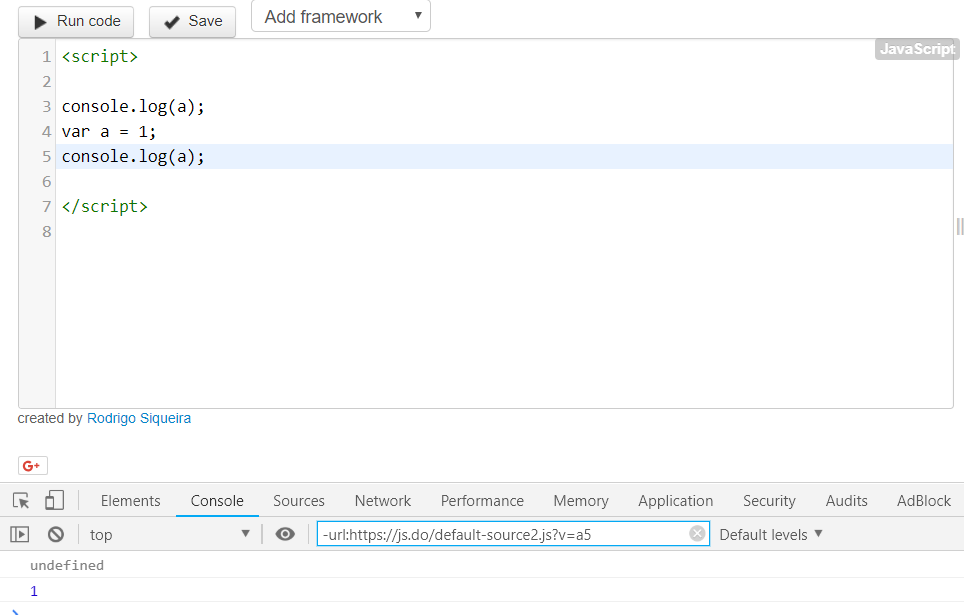 Run code Save Add framework
JavaScript
1 <script>
2
3 console.log(a);
4 var a = 1;
5 console.log(a);
6
7 </script>
8
created by Rodrigo Siqueira
G+
Elements Console Sources Network Performance Memory Application Security Audits AdBlock
top -url:https://js.do/default-source2.js?v=a5 Default levels
undefined
1